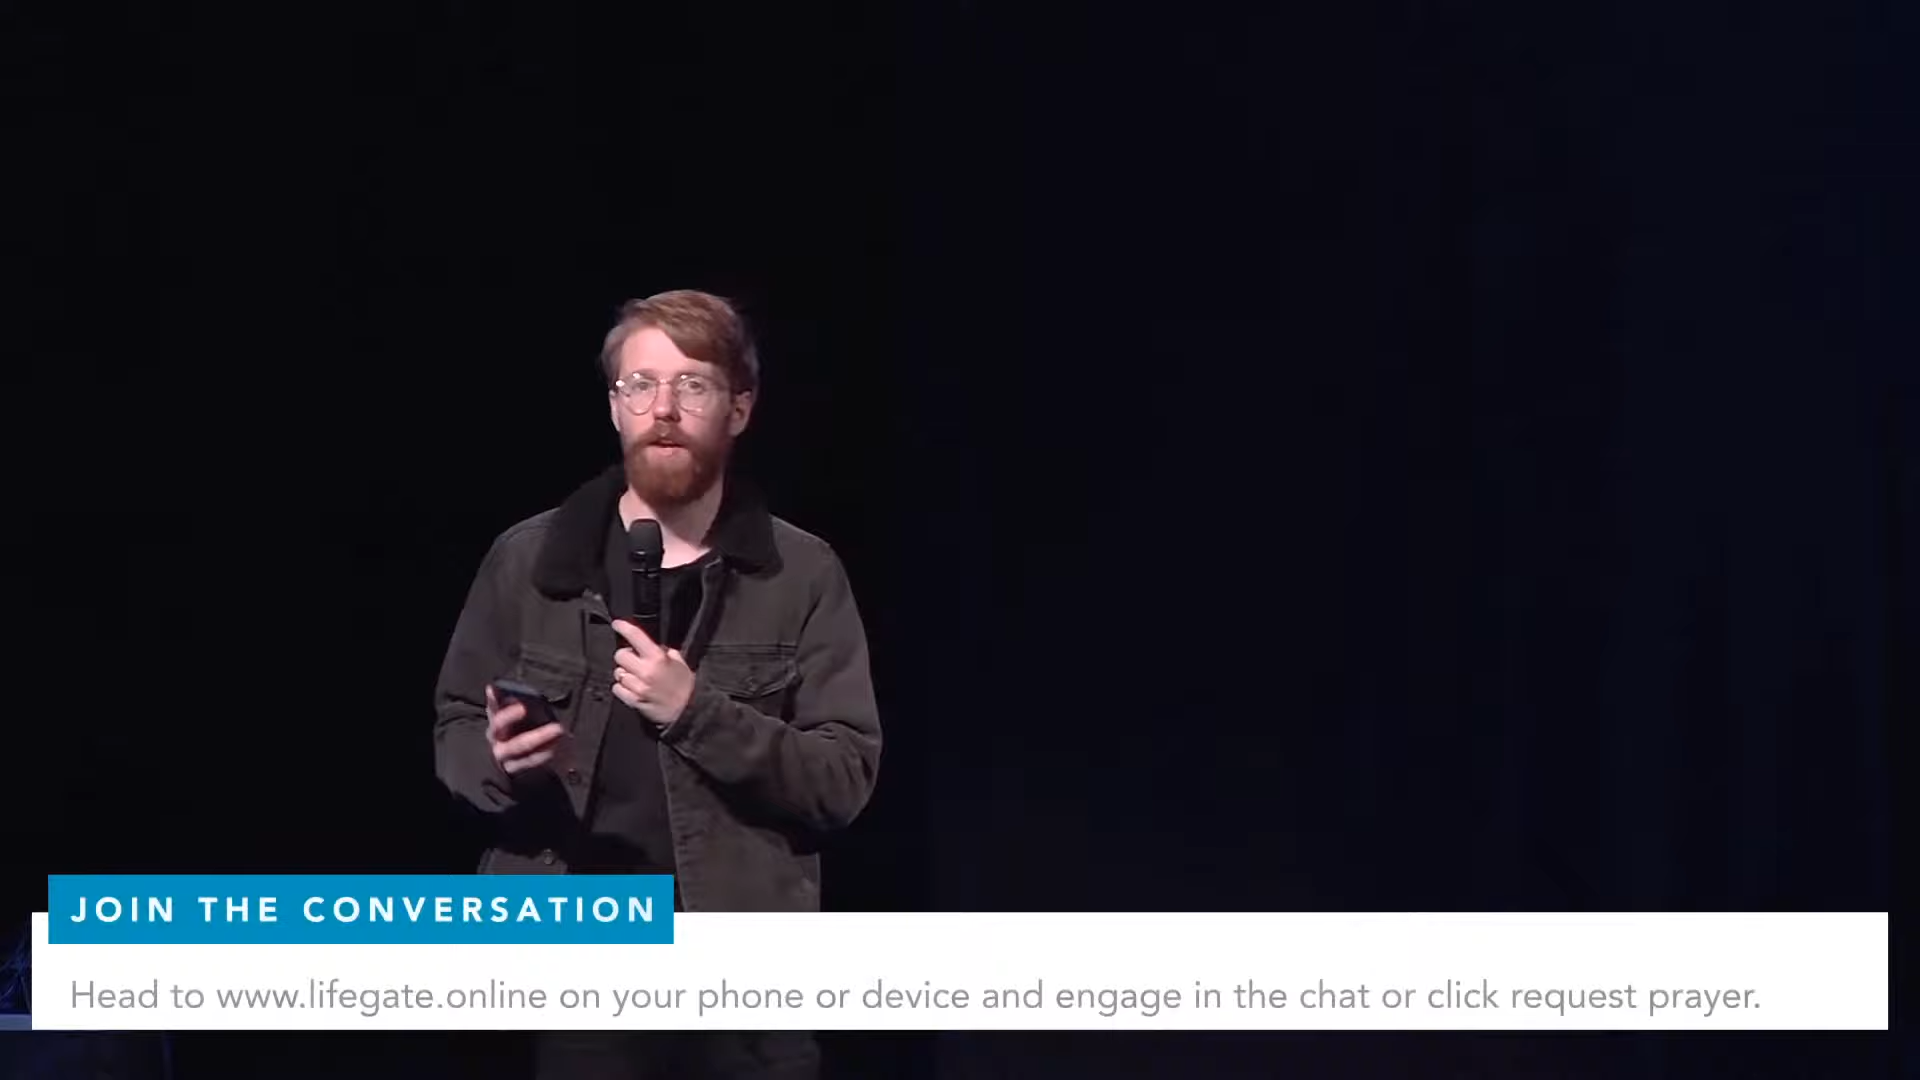 JOIN THE CONVERSATION
Head to www.lifegate.online on your phone or device and engage in the chat or click request prayer.